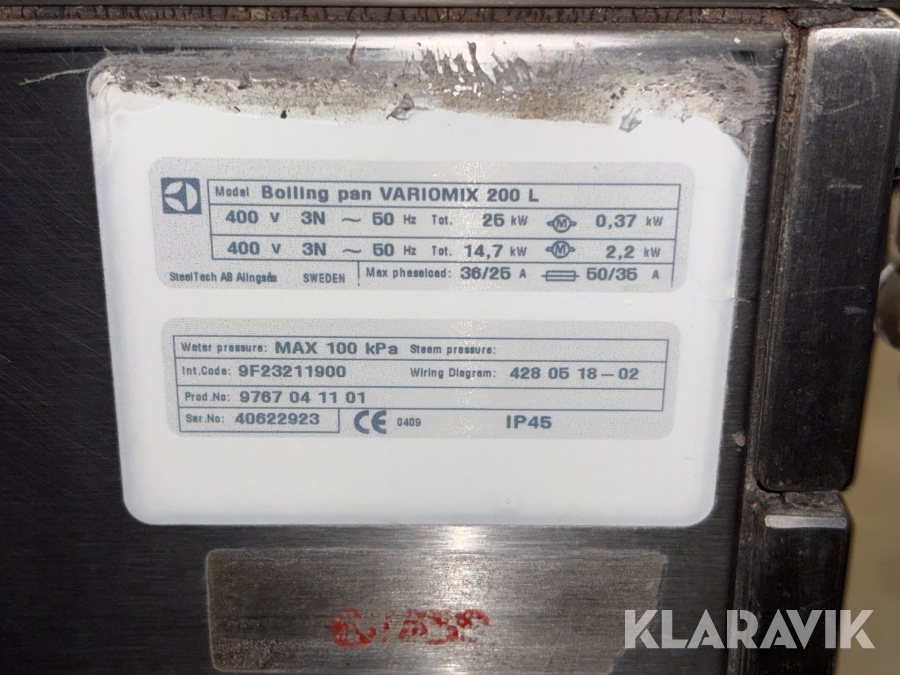 Model Boiling pan VARIOMIX 200 L
400 V 3N ~ 50 Hz Tot. 25 kW M 0,37 kW
400 V 3N ~ 50 Hz Tot. 14,7 kW M 2,2 kW
SteelTech AB Alingsås SWEDEN Max phaseload: 36/25 A 50/35 A
Water pressure: MAX 100 kPa Steam pressure:
Int.Code: 9F23211900 Wiring Diagram: 428 05 18-02
Prod.No: 9767 04 11 01
Ser.No: 40622923 CE 0409 IP45
KLARAVIK